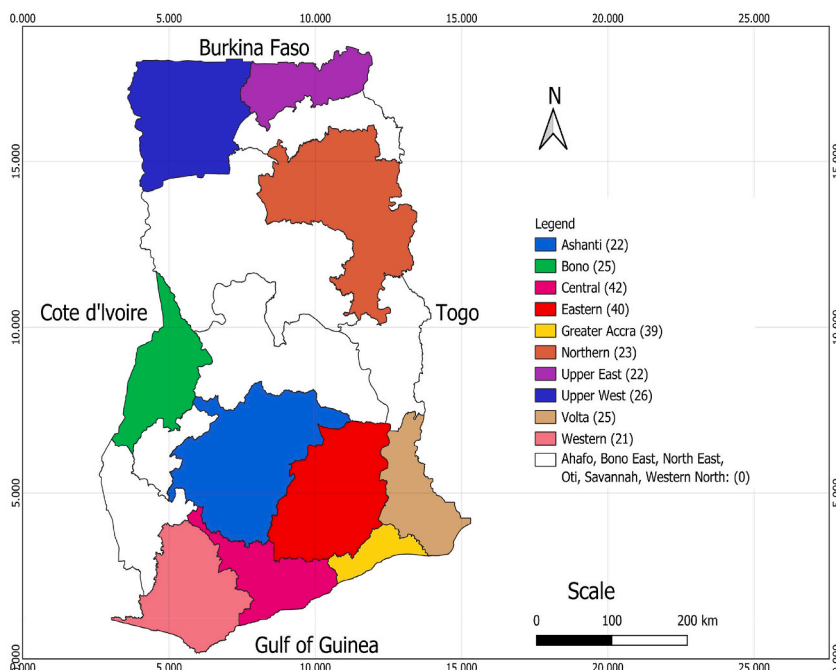 0.000 5.000 10.000 15.000 20.000 25.000
Burkina Faso
N
15.000 15.000
Legend
Ashanti (22)
Bono (25)
Central (42)
Cote d'Ivoire
Togo
Eastern (40)
10.000 10.000
Greater Accra (39)
Northern (23)
Upper East (22)
Upper West (26)
Volta (25)
Western (21)
Ahafo, Bono East, North East,
Oti, Savannah, Western North: (0)
5.000 5.000
Scale
0 100 200 km
Gulf of Guinea
0.000 0.000
0.000 5.000 10.000 15.000 20.000 25.000